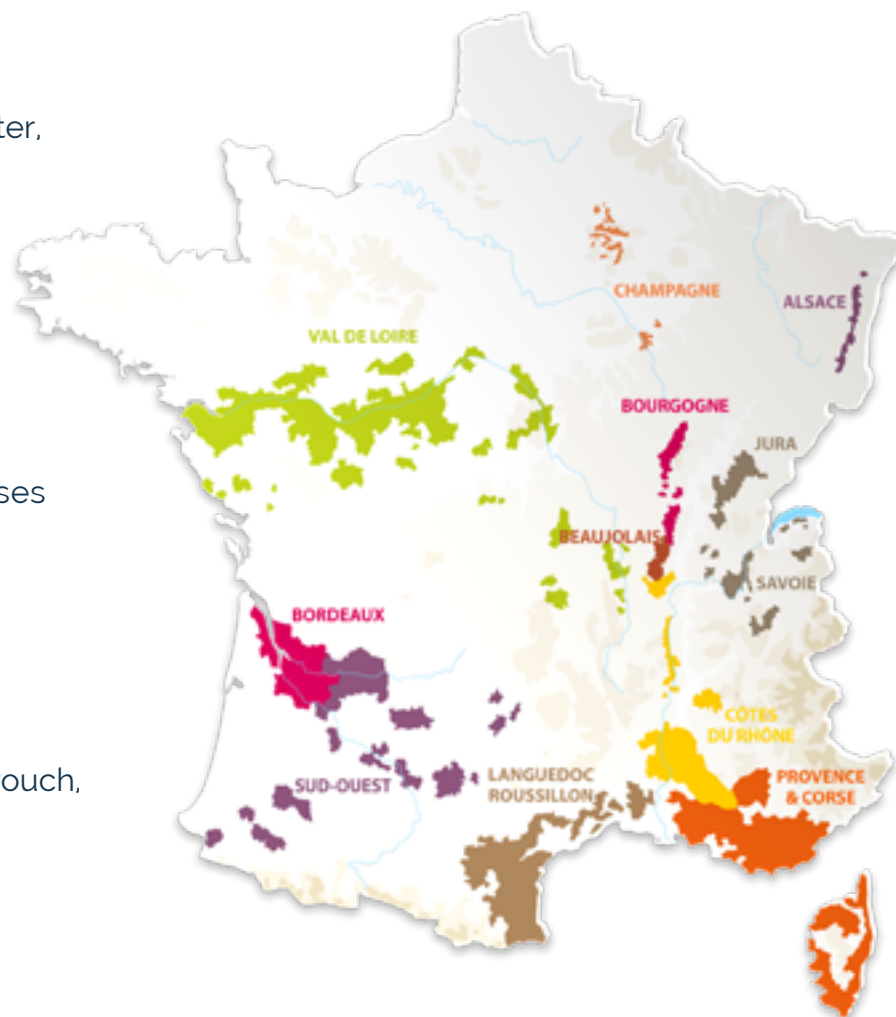 ter,
ses
ouch,
CHAMPAGNE
ALSACE
VAL DE LOIRE
BOURGOGNE
JURA
BEAUJOLAIS
SAVOIE
BORDEAUX
CÔTES
DU RHÔNE
SUD-OUEST
LANGUEDOC
ROUSSILLON
PROVENCE
& CORSE